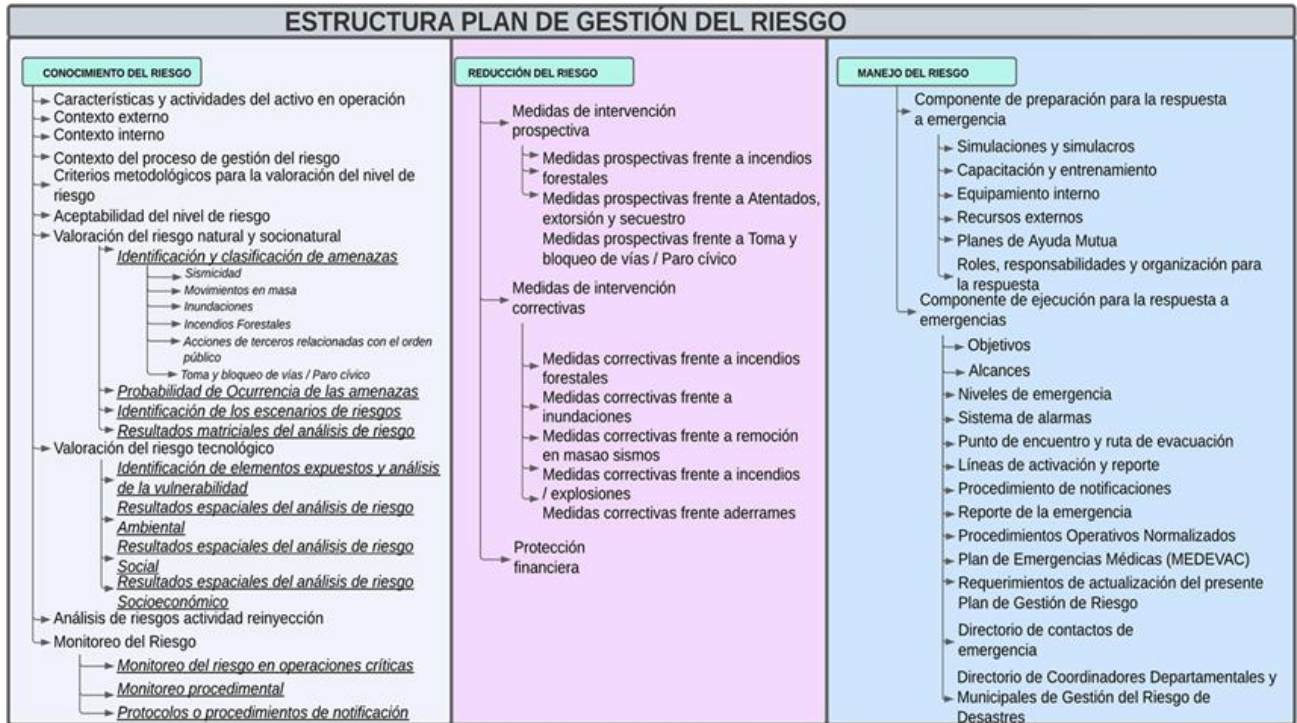 ESTRUCTURA PLAN DE GESTIÓN DEL RIESGO
CONOCIMIENTO DEL RIESGO
Características y actividades del activo en operación
Contexto externo
Contexto interno
Contexto del proceso de gestión del riesgo
Criterios metodológicos para la valoración del nivel de
riesgo
Aceptabilidad del nivel de riesgo
Valoración del riesgo natural y socionatural
Identificación y clasificación de amenazas
Sismicidad
Movimientos en masa
Inundaciones
Incendios Forestales
Acciones de terceros relacionadas con el orden
público
Toma y bloqueo de vías / Paro cívico
Probabilidad de Ocurrencia de las amenazas
Identificación de los escenarios de riesgos
Resultados matriciales del análisis de riesgo
Valoración del riesgo tecnológico
Identificación de elementos expuestos y análisis
de la vulnerabilidad
Resultados espaciales del análisis de riesgo
Ambiental
Resultados espaciales del análisis de riesgo
Social
Resultados espaciales del análisis de riesgo
Socioeconómico
Análisis de riesgos actividad reinyección
Monitoreo del Riesgo
Monitoreo del riesgo en operaciones críticas
Monitoreo procedimental
Protocolos o procedimientos de notificación
REDUCCIÓN DEL RIESGO
Medidas de intervención
prospectiva
Medidas prospectivas frente a incendios
forestales
Medidas prospectivas frente a Atentados,
extorsión y secuestro
Medidas prospectivas frente a Toma y
bloqueo de vías / Paro cívico
Medidas de intervención
correctivas
Medidas correctivas frente a incendios
forestales
Medidas correctivas frente a
inundaciones
Medidas correctivas frente a remoción
en masao sismos
Medidas correctivas frente a incendios
/ explosiones
Medidas correctivas frente aderrames
Protección
financiera
MANEJO DEL RIESGO
Componente de preparación para la respuesta
a emergencia
Simulaciones y simulacros
Capacitación y entrenamiento
Equipamiento interno
Recursos externos
Planes de Ayuda Mutua
Roles, responsabilidades y organización para
la respuesta
Componente de ejecución para la respuesta a
emergencias
Objetivos
Alcances
Niveles de emergencia
Sistema de alarmas
Punto de encuentro y ruta de evacuación
Líneas de activación y reporte
Procedimiento de notificaciones
Reporte de la emergencia
Procedimientos Operativos Normalizados
Plan de Emergencias Médicas (MEDEVAC)
Requerimientos de actualización del presente
Plan de Gestión de Riesgo
Directorio de contactos de
emergencia
Directorio de Coordinadores Departamentales y
Municipales de Gestión del Riesgo de
Desastres